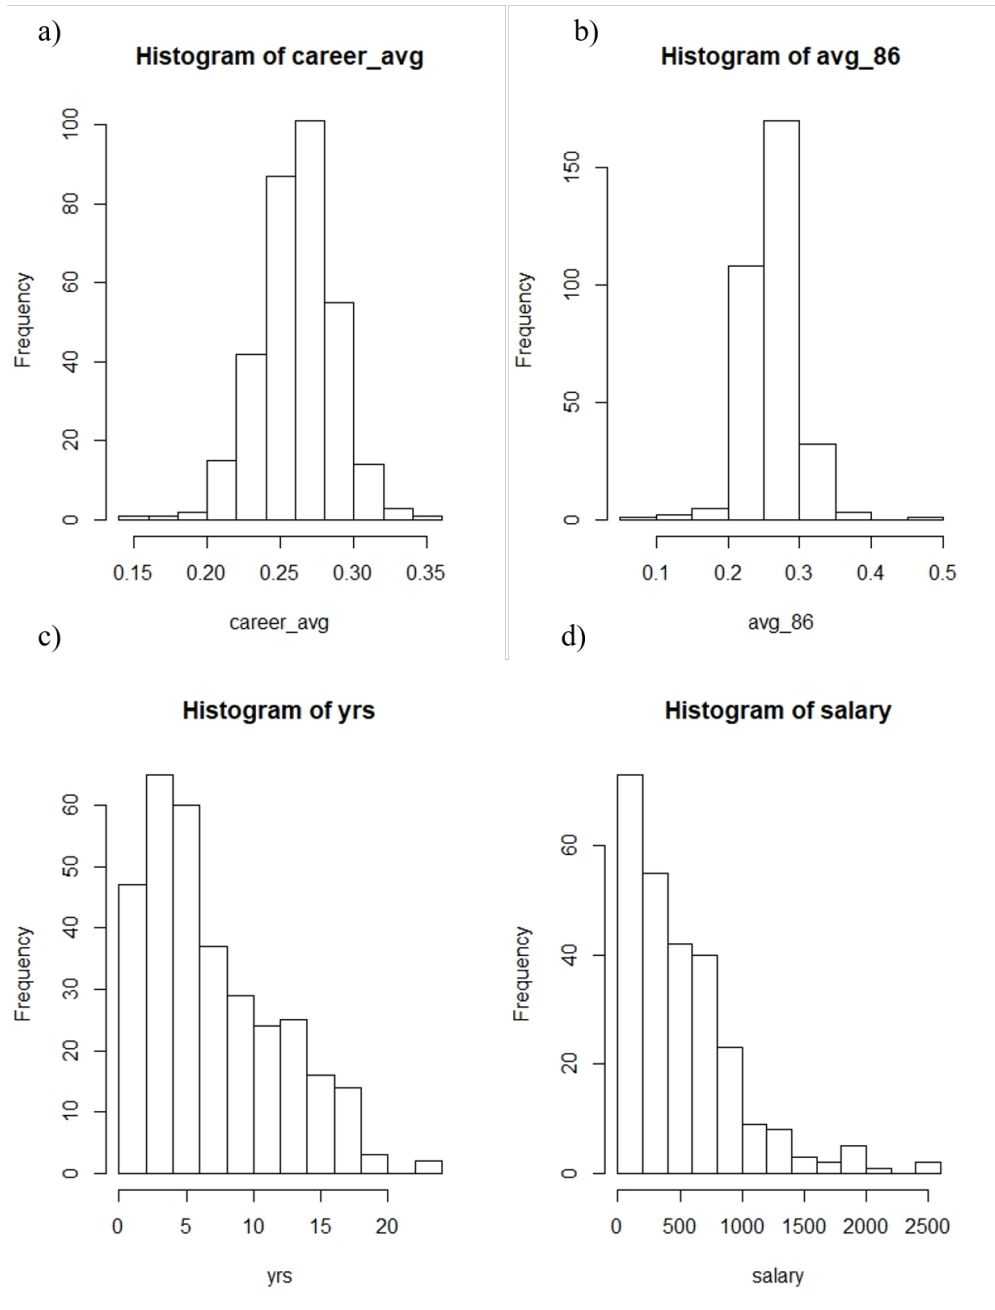 a)
Histogram of career_avg
Frequency
100
80
60
40
20
0
0.15 0.20 0.25 0.30 0.35
career_avg
b)
Histogram of avg_86
Frequency
150
100
50
0
0.1 0.2 0.3 0.4 0.5
avg_86
c)
Histogram of yrs
Frequency
60
50
40
30
20
10
0
0 5 10 15 20
yrs
d)
Histogram of salary
Frequency
60
40
20
0
0 500 1000 1500 2000 2500
salary